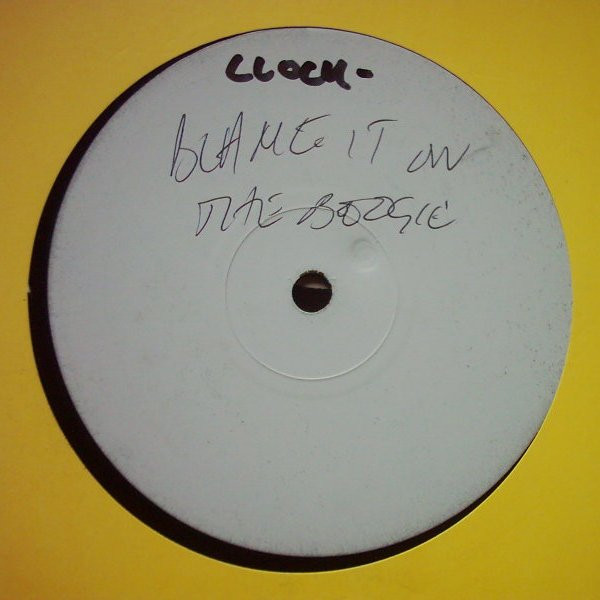 CLOCK-
BLAME IT ON
THE BOOGIE